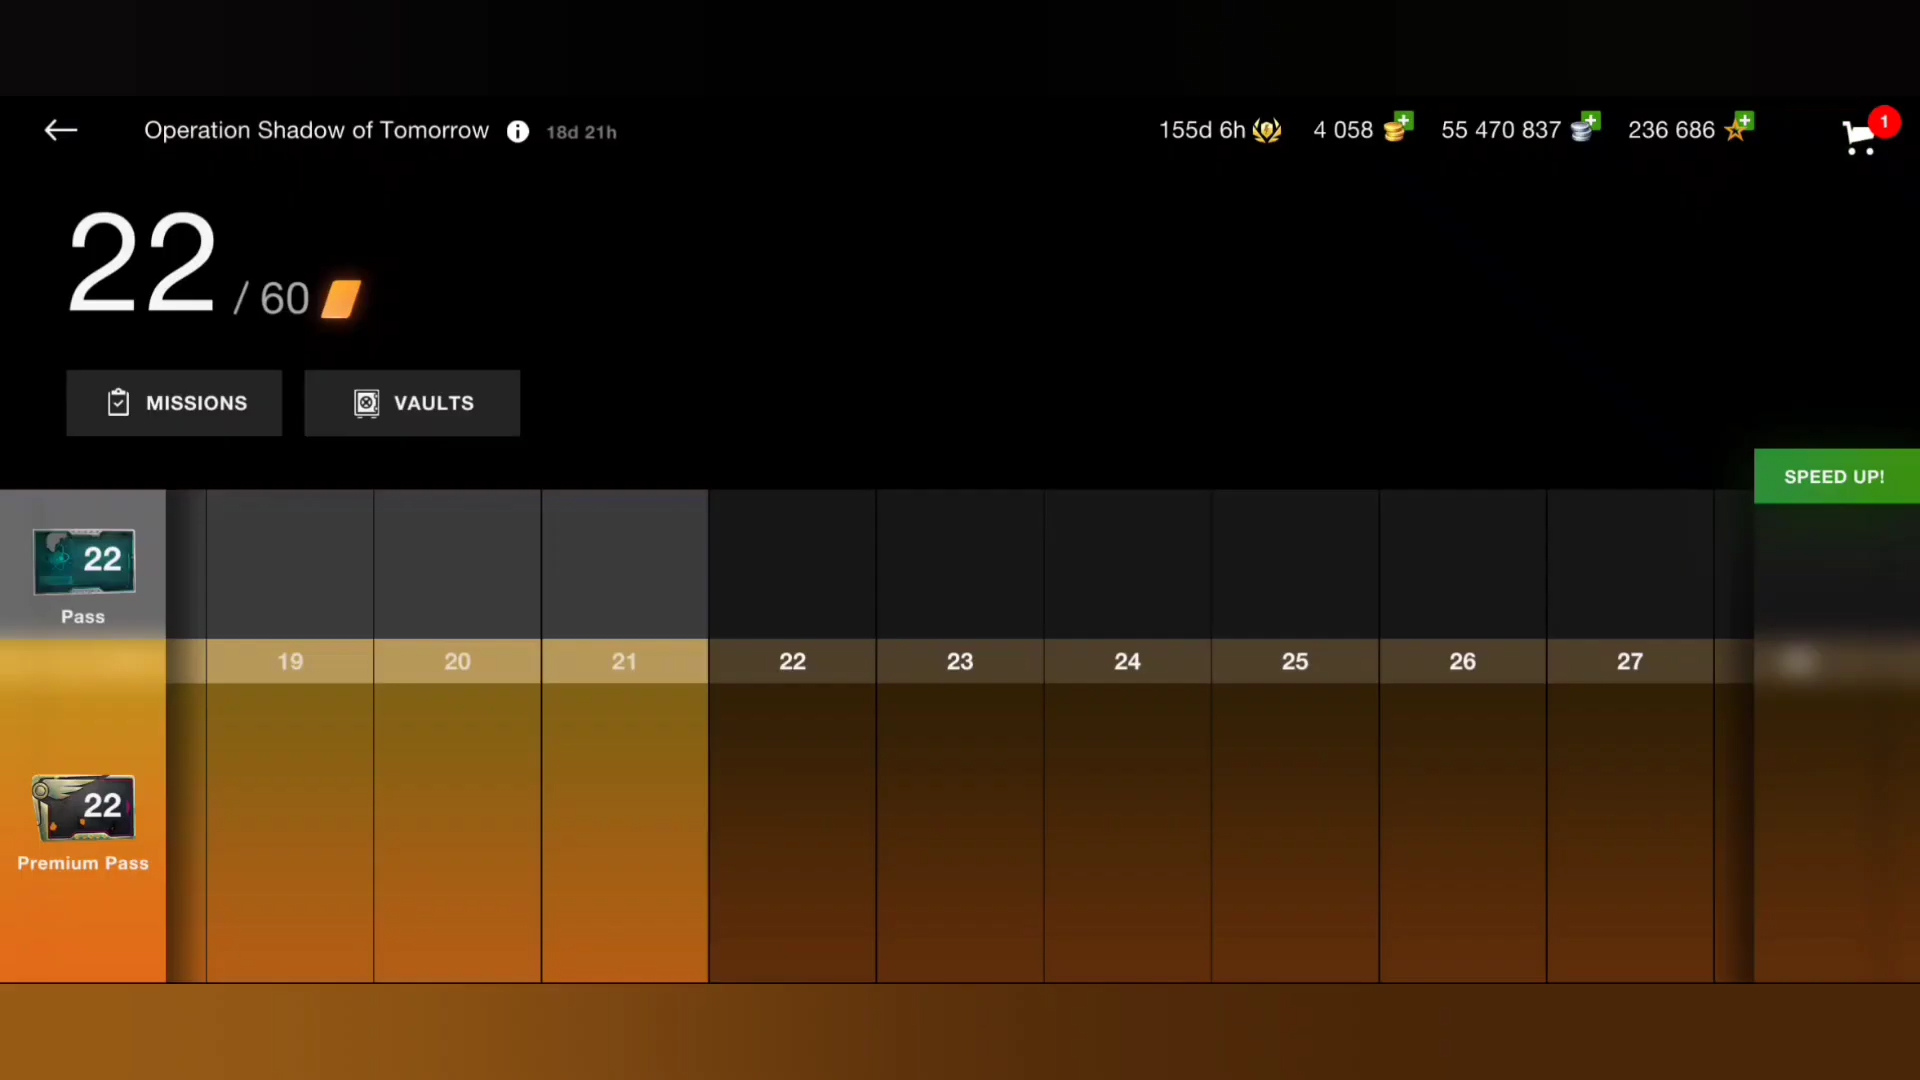 Operation Shadow of Tomorrow i 18d 21h
155d 6h 4 058 55 470 837 236 686 1
22 / 60
MISSIONS VAULTS
SPEED UP!
22
Pass
19 20 21 22 23 24 25 26 27
22
Premium Pass